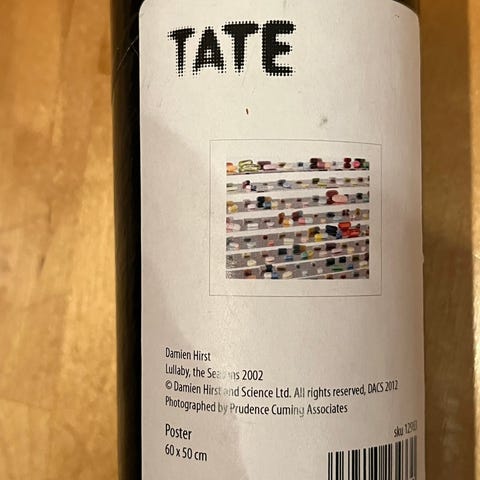 TATE
Damien Hirst
Lullaby, the Seasons 2002
© Damien Hirst and Science Ltd. All rights reserved, DACS 2012
Photographed by Prudence Cuming Associates
Poster
60 x 50 cm
sku